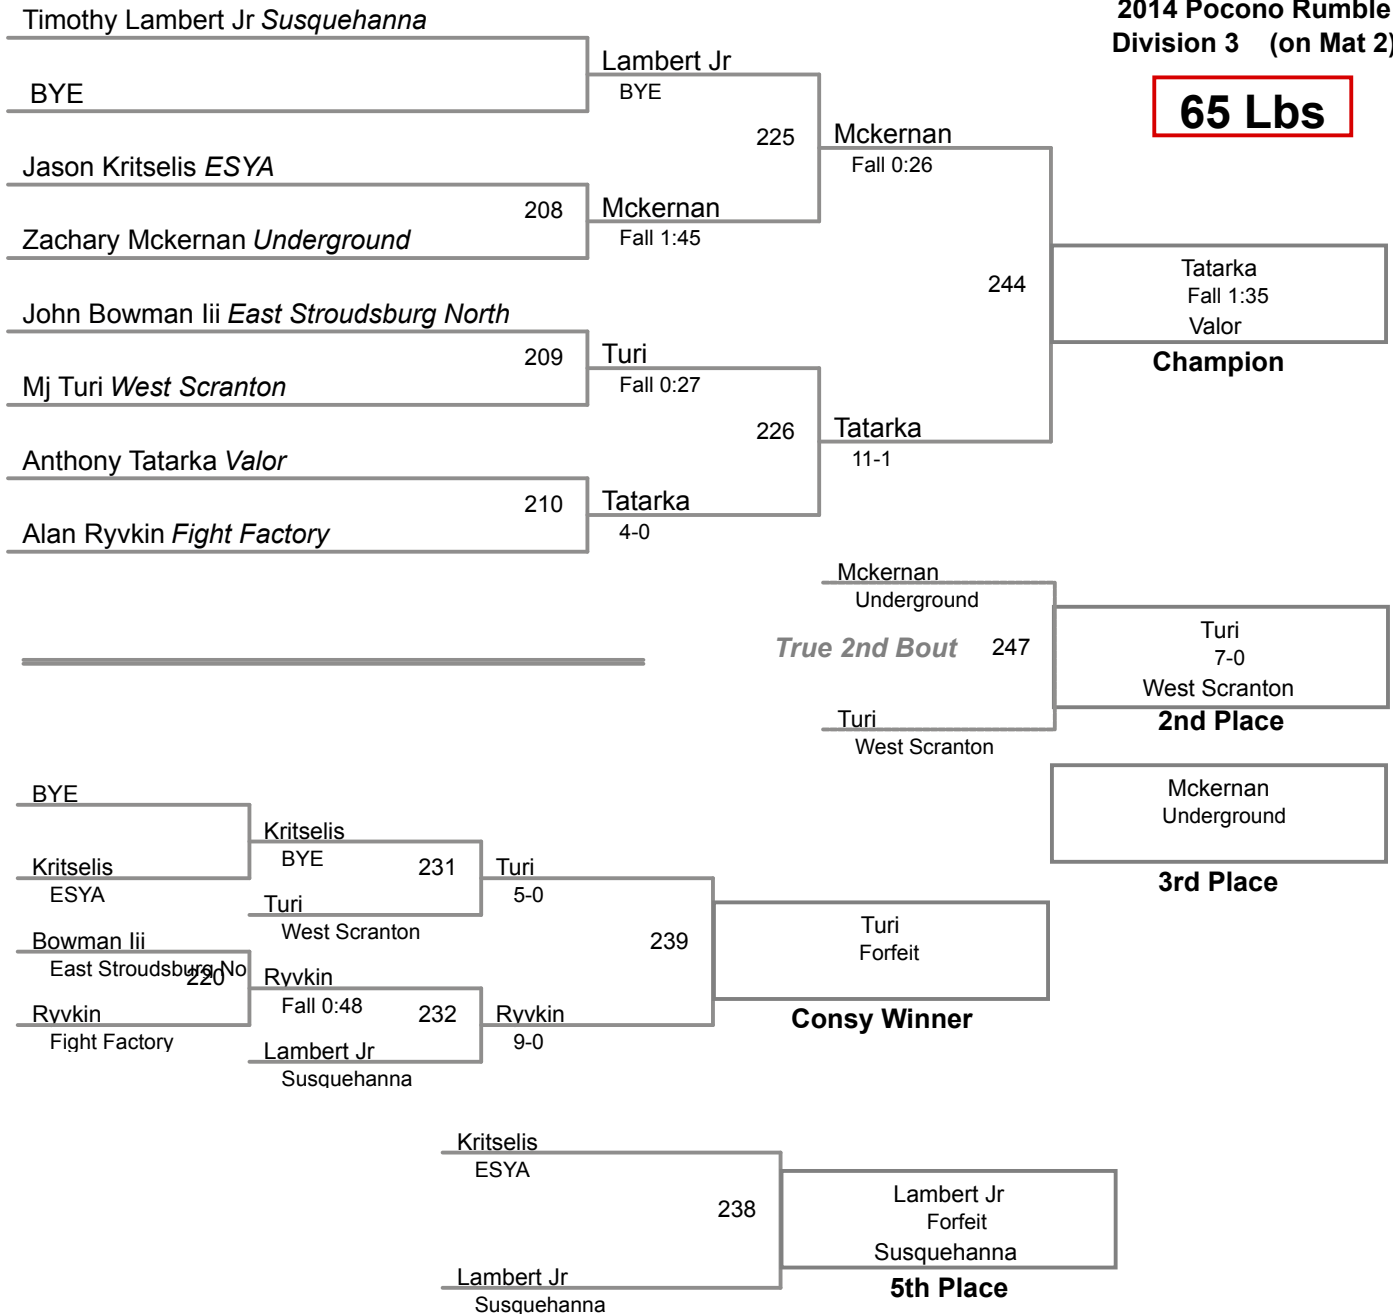 2014 Pocono Rumble
Division 3 (on Mat 2)
65 Lbs
Timothy Lambert Jr Susquehanna
BYE
Jason Kritselis ESYA
208
Zachary Mckernan Underground
John Bowman Iii East Stroudsburg North
209
Mj Turi West Scranton
Anthony Tatarka Valor
210
Alan Ryvkin Fight Factory
Lambert Jr
BYE
225
Mckernan
Fall 1:45
Turi
Fall 0:27
226
Tatarka
4-0
Mckernan
Fall 0:26
244
Tatarka
11-1
Tatarka
Fall 1:35
Valor
Champion
Mckernan
Underground
True 2nd Bout 247
Turi
West Scranton
Turi
7-0
West Scranton
2nd Place
Mckernan
Underground
3rd Place
BYE
Kritselis
ESYA
Bowman Iii
East Stroudsburg No
220
Ryvkin
Fight Factory
Kritselis
BYE
231
Turi
West Scranton
Ryvkin
Fall 0:48
232
Lambert Jr
Susquehanna
Turi
5-0
239
Ryvkin
9-0
Turi
Forfeit
Consy Winner
Kritselis
ESYA
238
Lambert Jr
Susquehanna
Lambert Jr
Forfeit
Susquehanna
5th Place